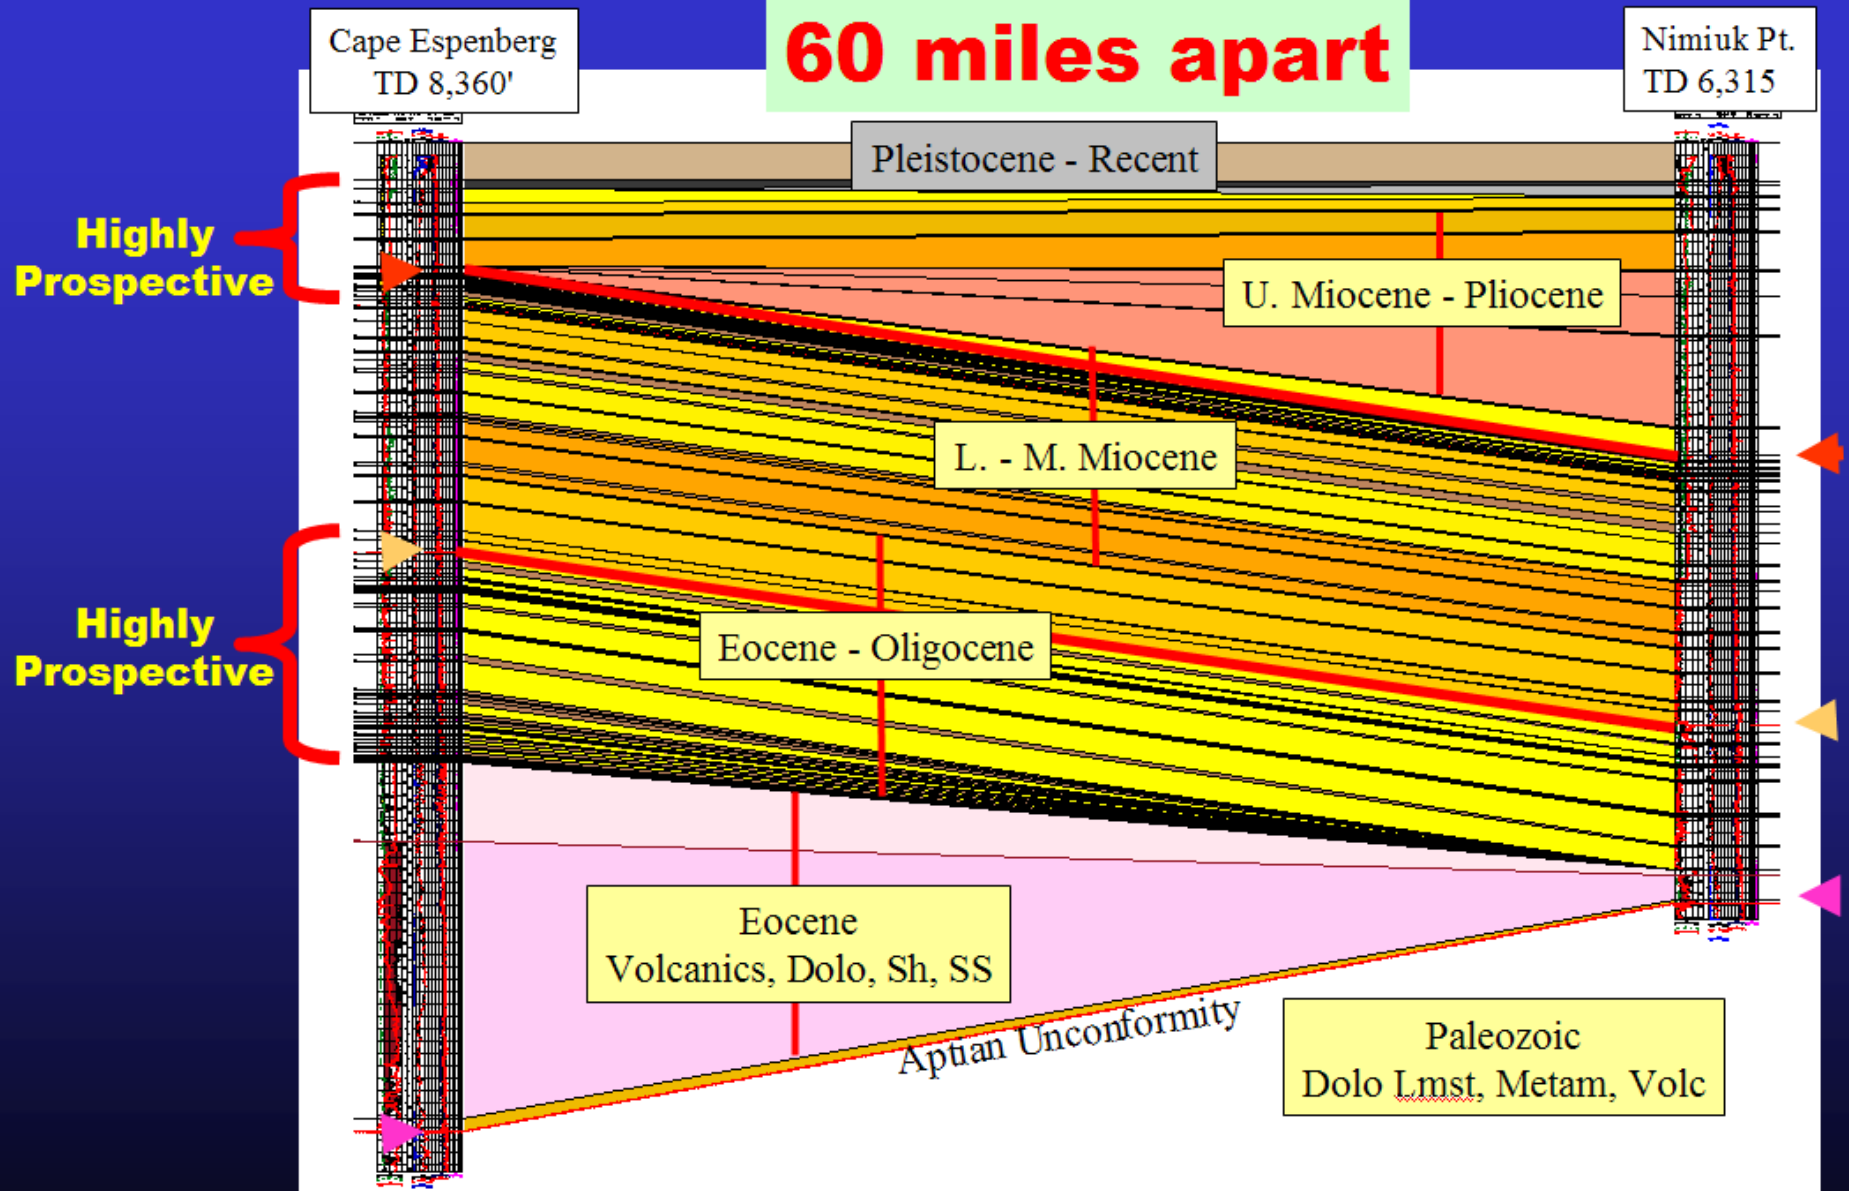 Cape Espenberg
TD 8,360'
60 miles apart
Nimiuk Pt.
TD 6,315
Pleistocene - Recent
Highly
Prospective
U. Miocene - Pliocene
L. - M. Miocene
Highly
Prospective
Eocene - Oligocene
Eocene
Volcanics, Dolo, Sh, SS
Aptian Unconformity
Paleozoic
Dolo Lmst, Metam, Volc